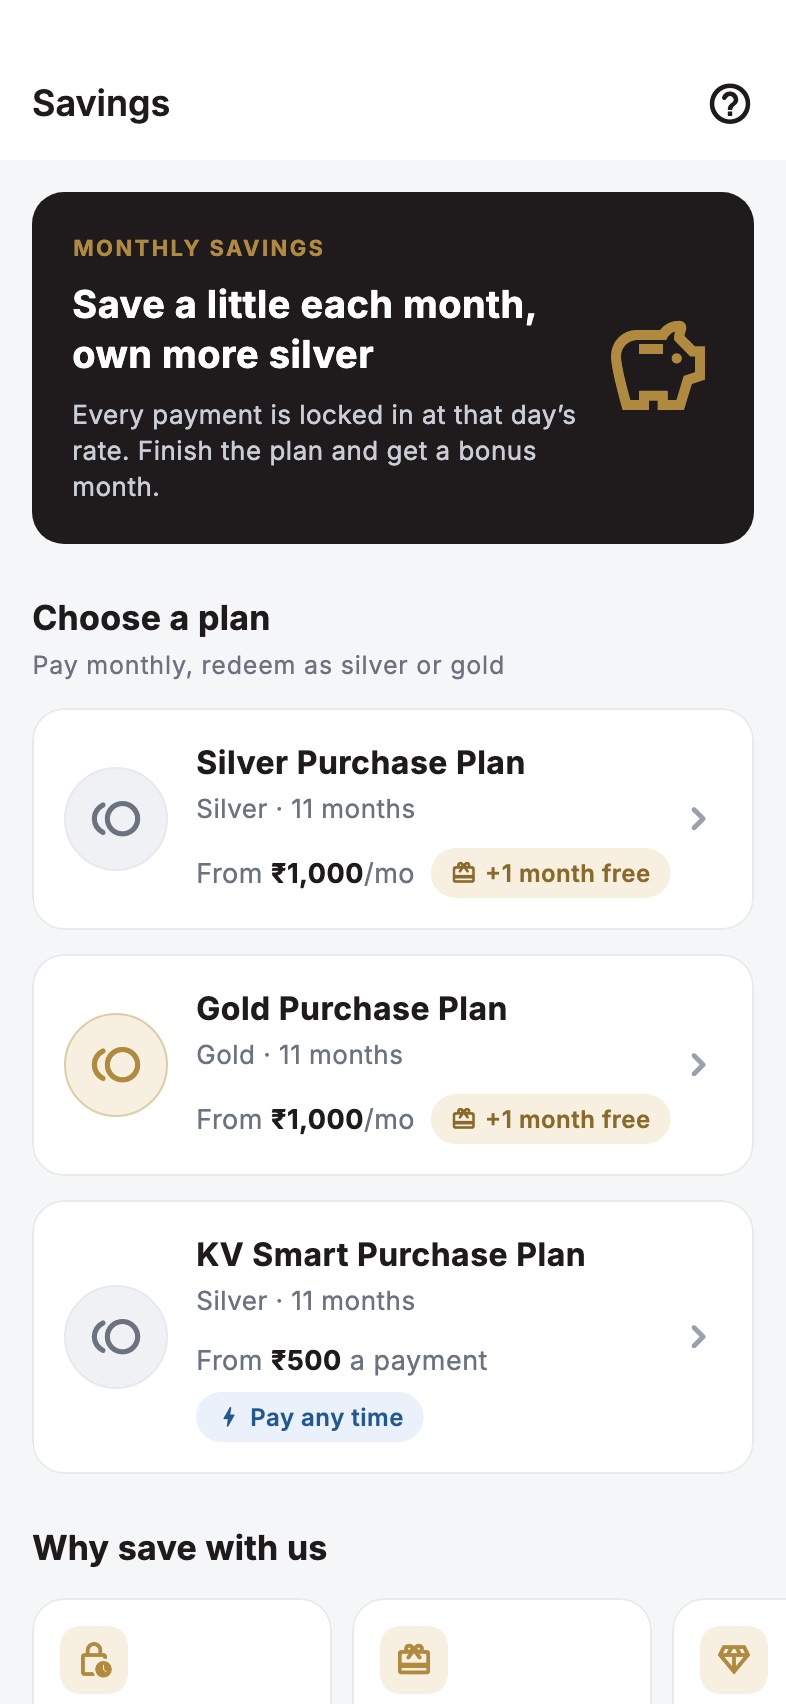 Savings
MONTHLY SAVINGS
Save a little each month,
own more silver
Every payment is locked in at that day’s
rate. Finish the plan and get a bonus
month.
Choose a plan
Pay monthly, redeem as silver or gold
Silver Purchase Plan
Silver · 11 months
From ₹1,000/mo
+1 month free
Gold Purchase Plan
Gold · 11 months
From ₹1,000/mo
+1 month free
KV Smart Purchase Plan
Silver · 11 months
From ₹500 a payment
Pay any time
Why save with us